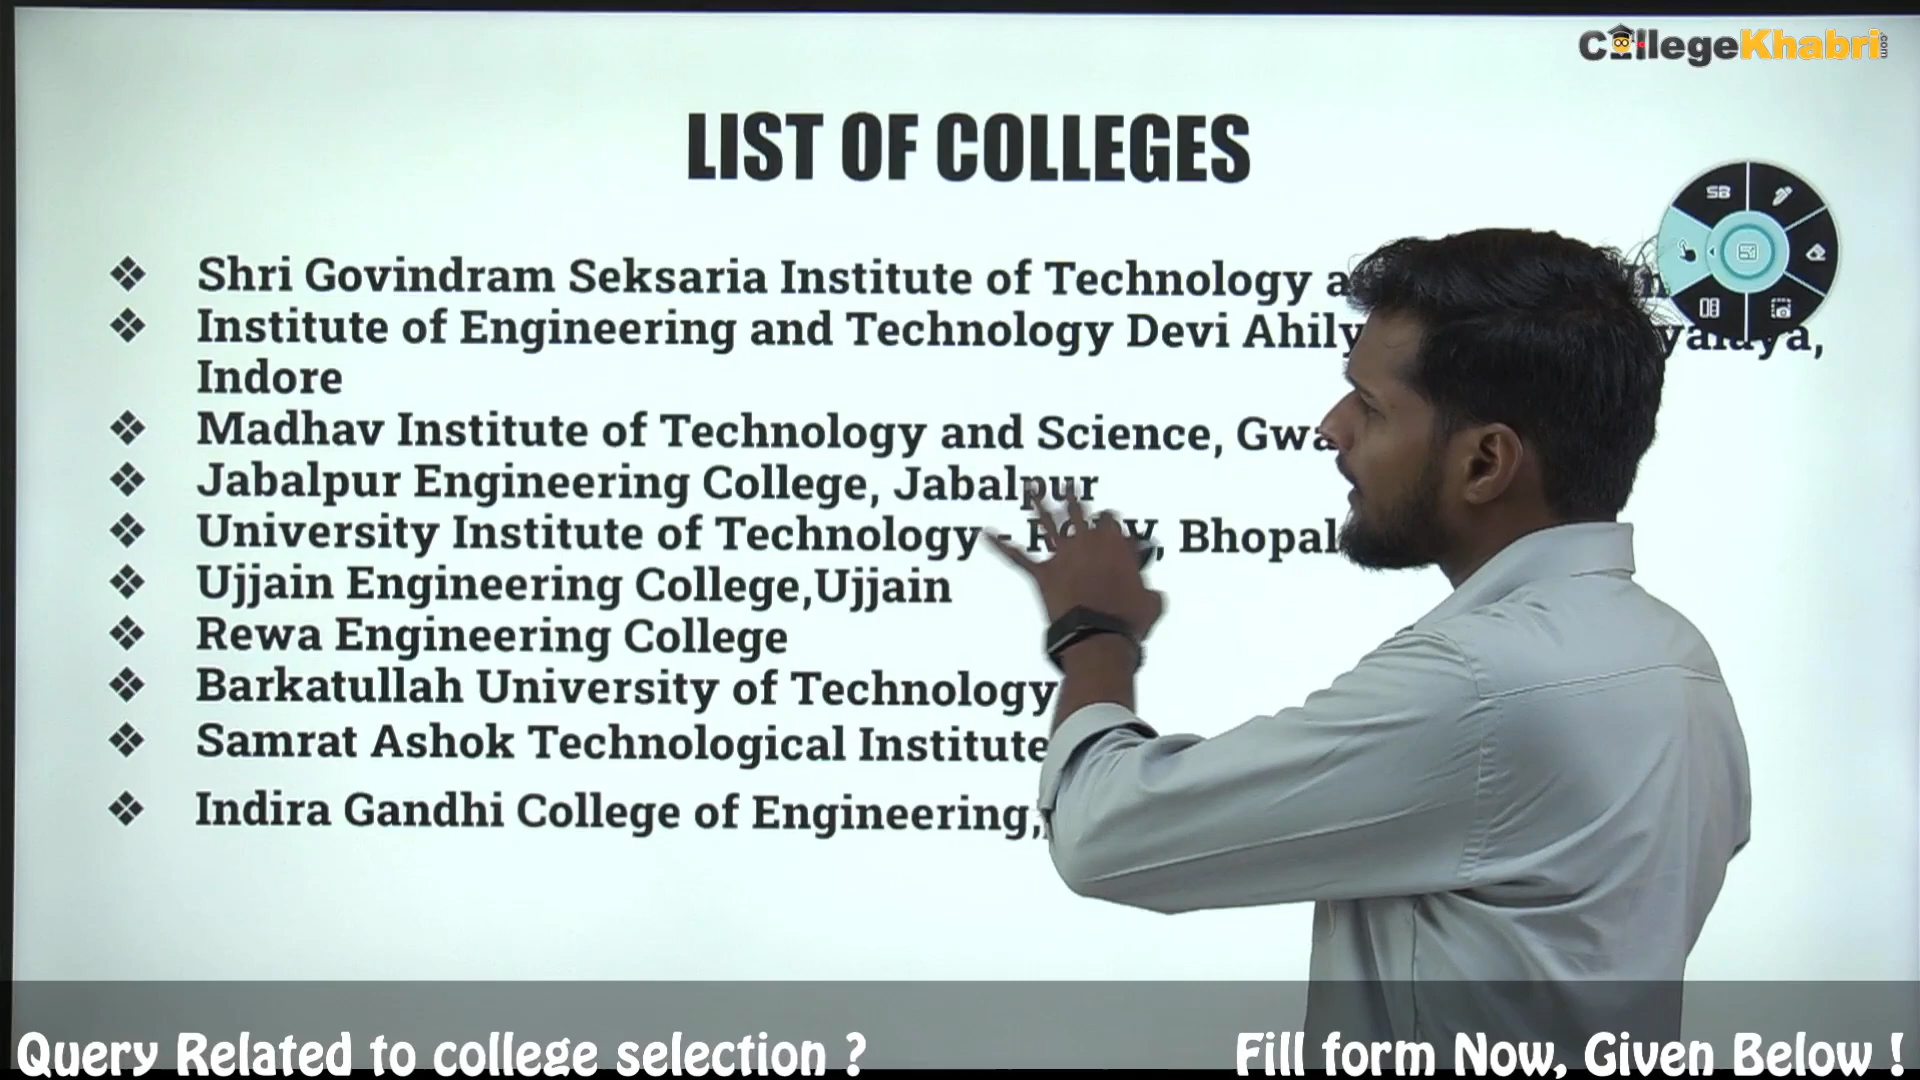 CollegeKhabri.com
LIST OF COLLEGES
SB
❖ Shri Govindram Seksaria Institute of Technology
❖ Institute of Engineering and Technology Devi
Indore
❖ Madhav Institute of Technology and Science,
❖ Jabalpur Engineering College, Jabalpur
❖ University Institute of Technology - Bhopal
❖ Ujjain Engineering College,Ujjain
❖ Rewa Engineering College
❖ Barkatullah University of Technology
❖ Samrat Ashok Technological Institute
❖ Indira Gandhi College of Engineering,
Query Related to college selection ? Fill form Now, Given Below !